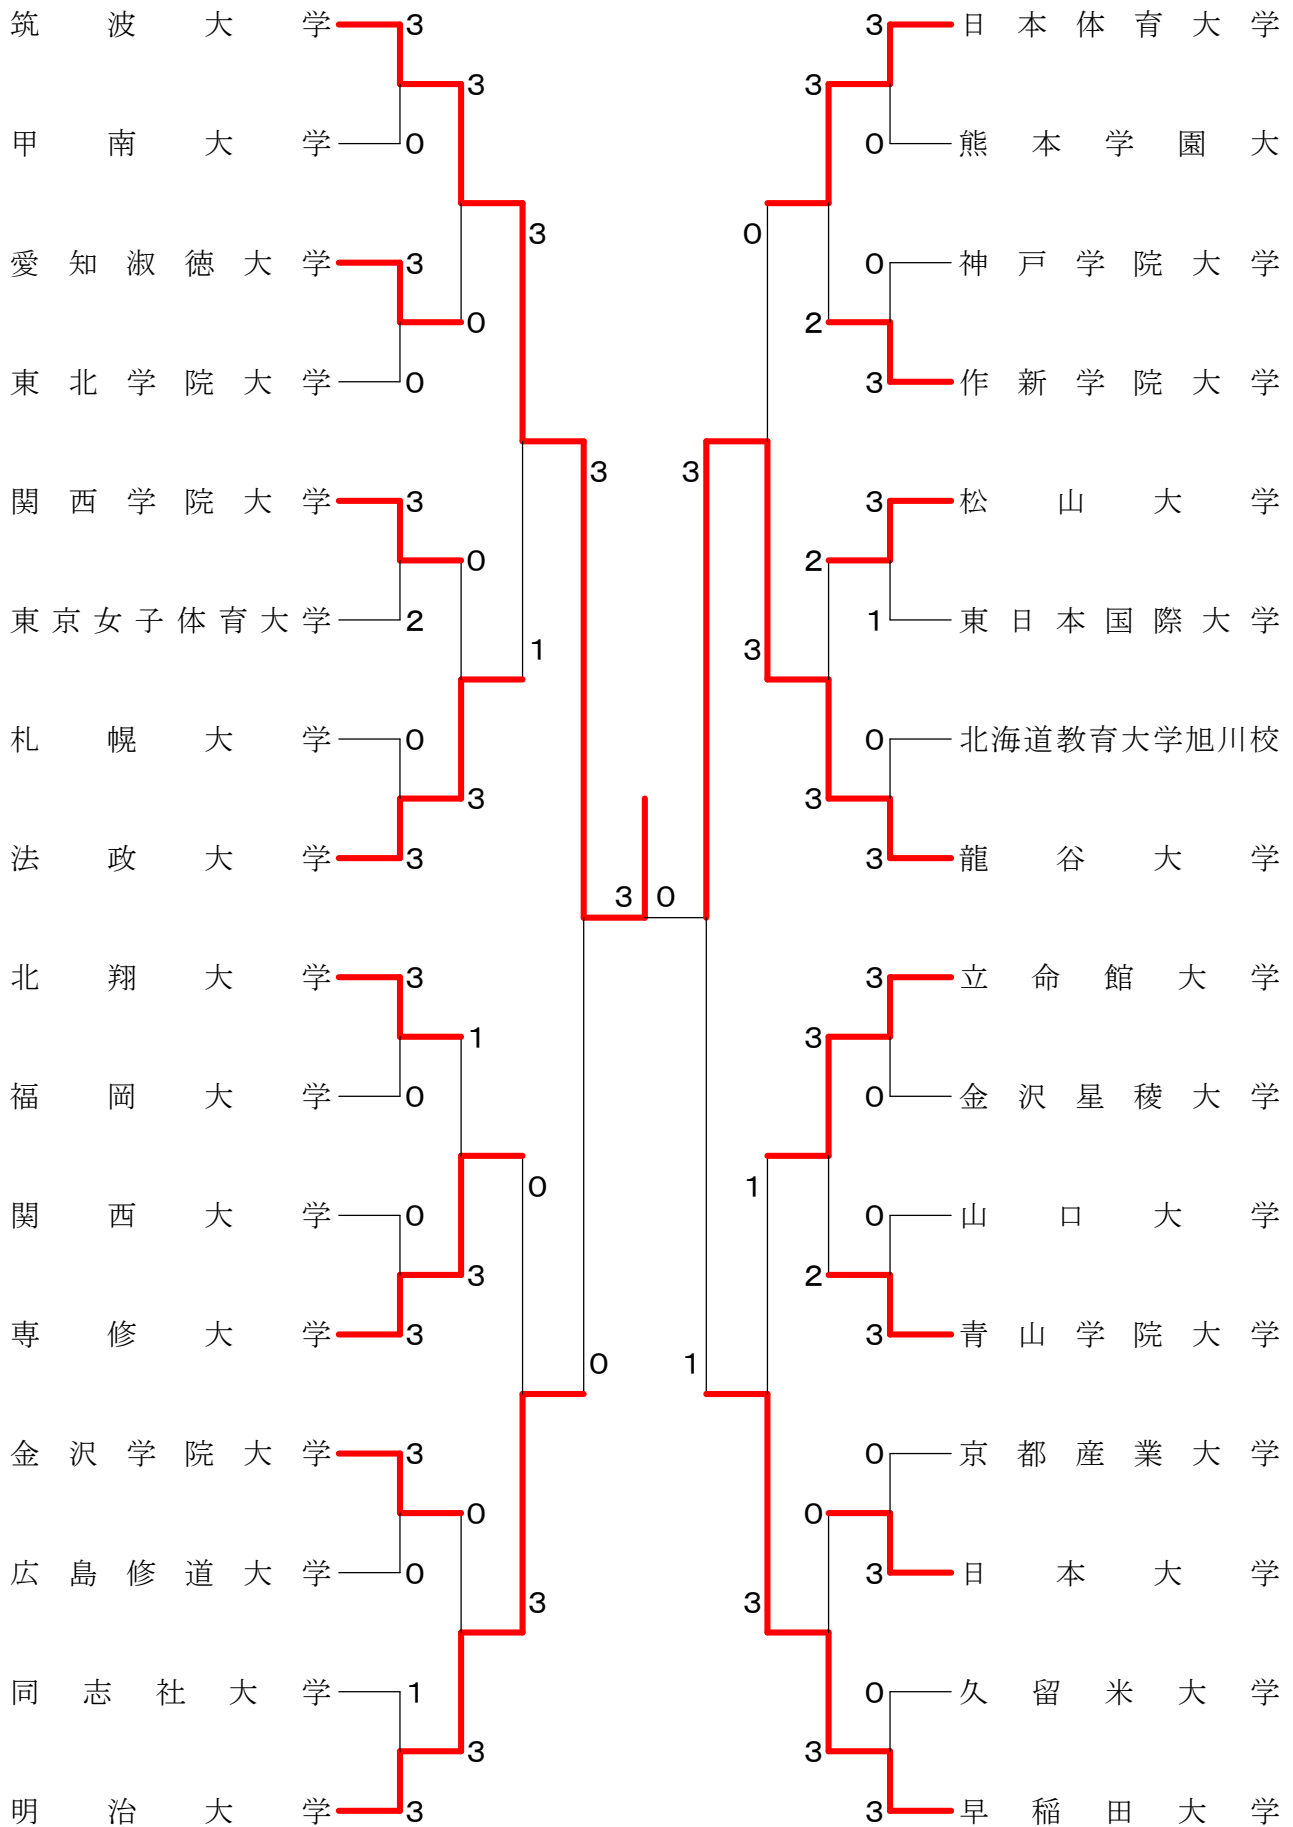 筑波大学 3 3 日本体育大学
3 3
甲南大学 0 0 熊本学園大
3 0
愛知淑徳大学 3 0 神戸学院大学
0 2
東北学院大学 0 3 作新学院大学
3 3
関西学院大学 3 3 松山大学
0 2
東京女子体育大学 2 1 東日本国際大学
1 3
札幌大学 0 0 北海道教育大学旭川校
3 3
法政大学 3 3 龍谷大学
3 0
北翔大学 3 3 立命館大学
1 3
福岡大学 0 0 金沢星稜大学
0 1
関西大学 0 0 山口大学
3 2
専修大学 3 3 青山学院大学
0 1
金沢学院大学 3 0 京都産業大学
0 0
広島修道大学 0 3 日本大学
3 3
同志社大学 1 0 久留米大学
3 3
明治大学 3 3 早稲田大学